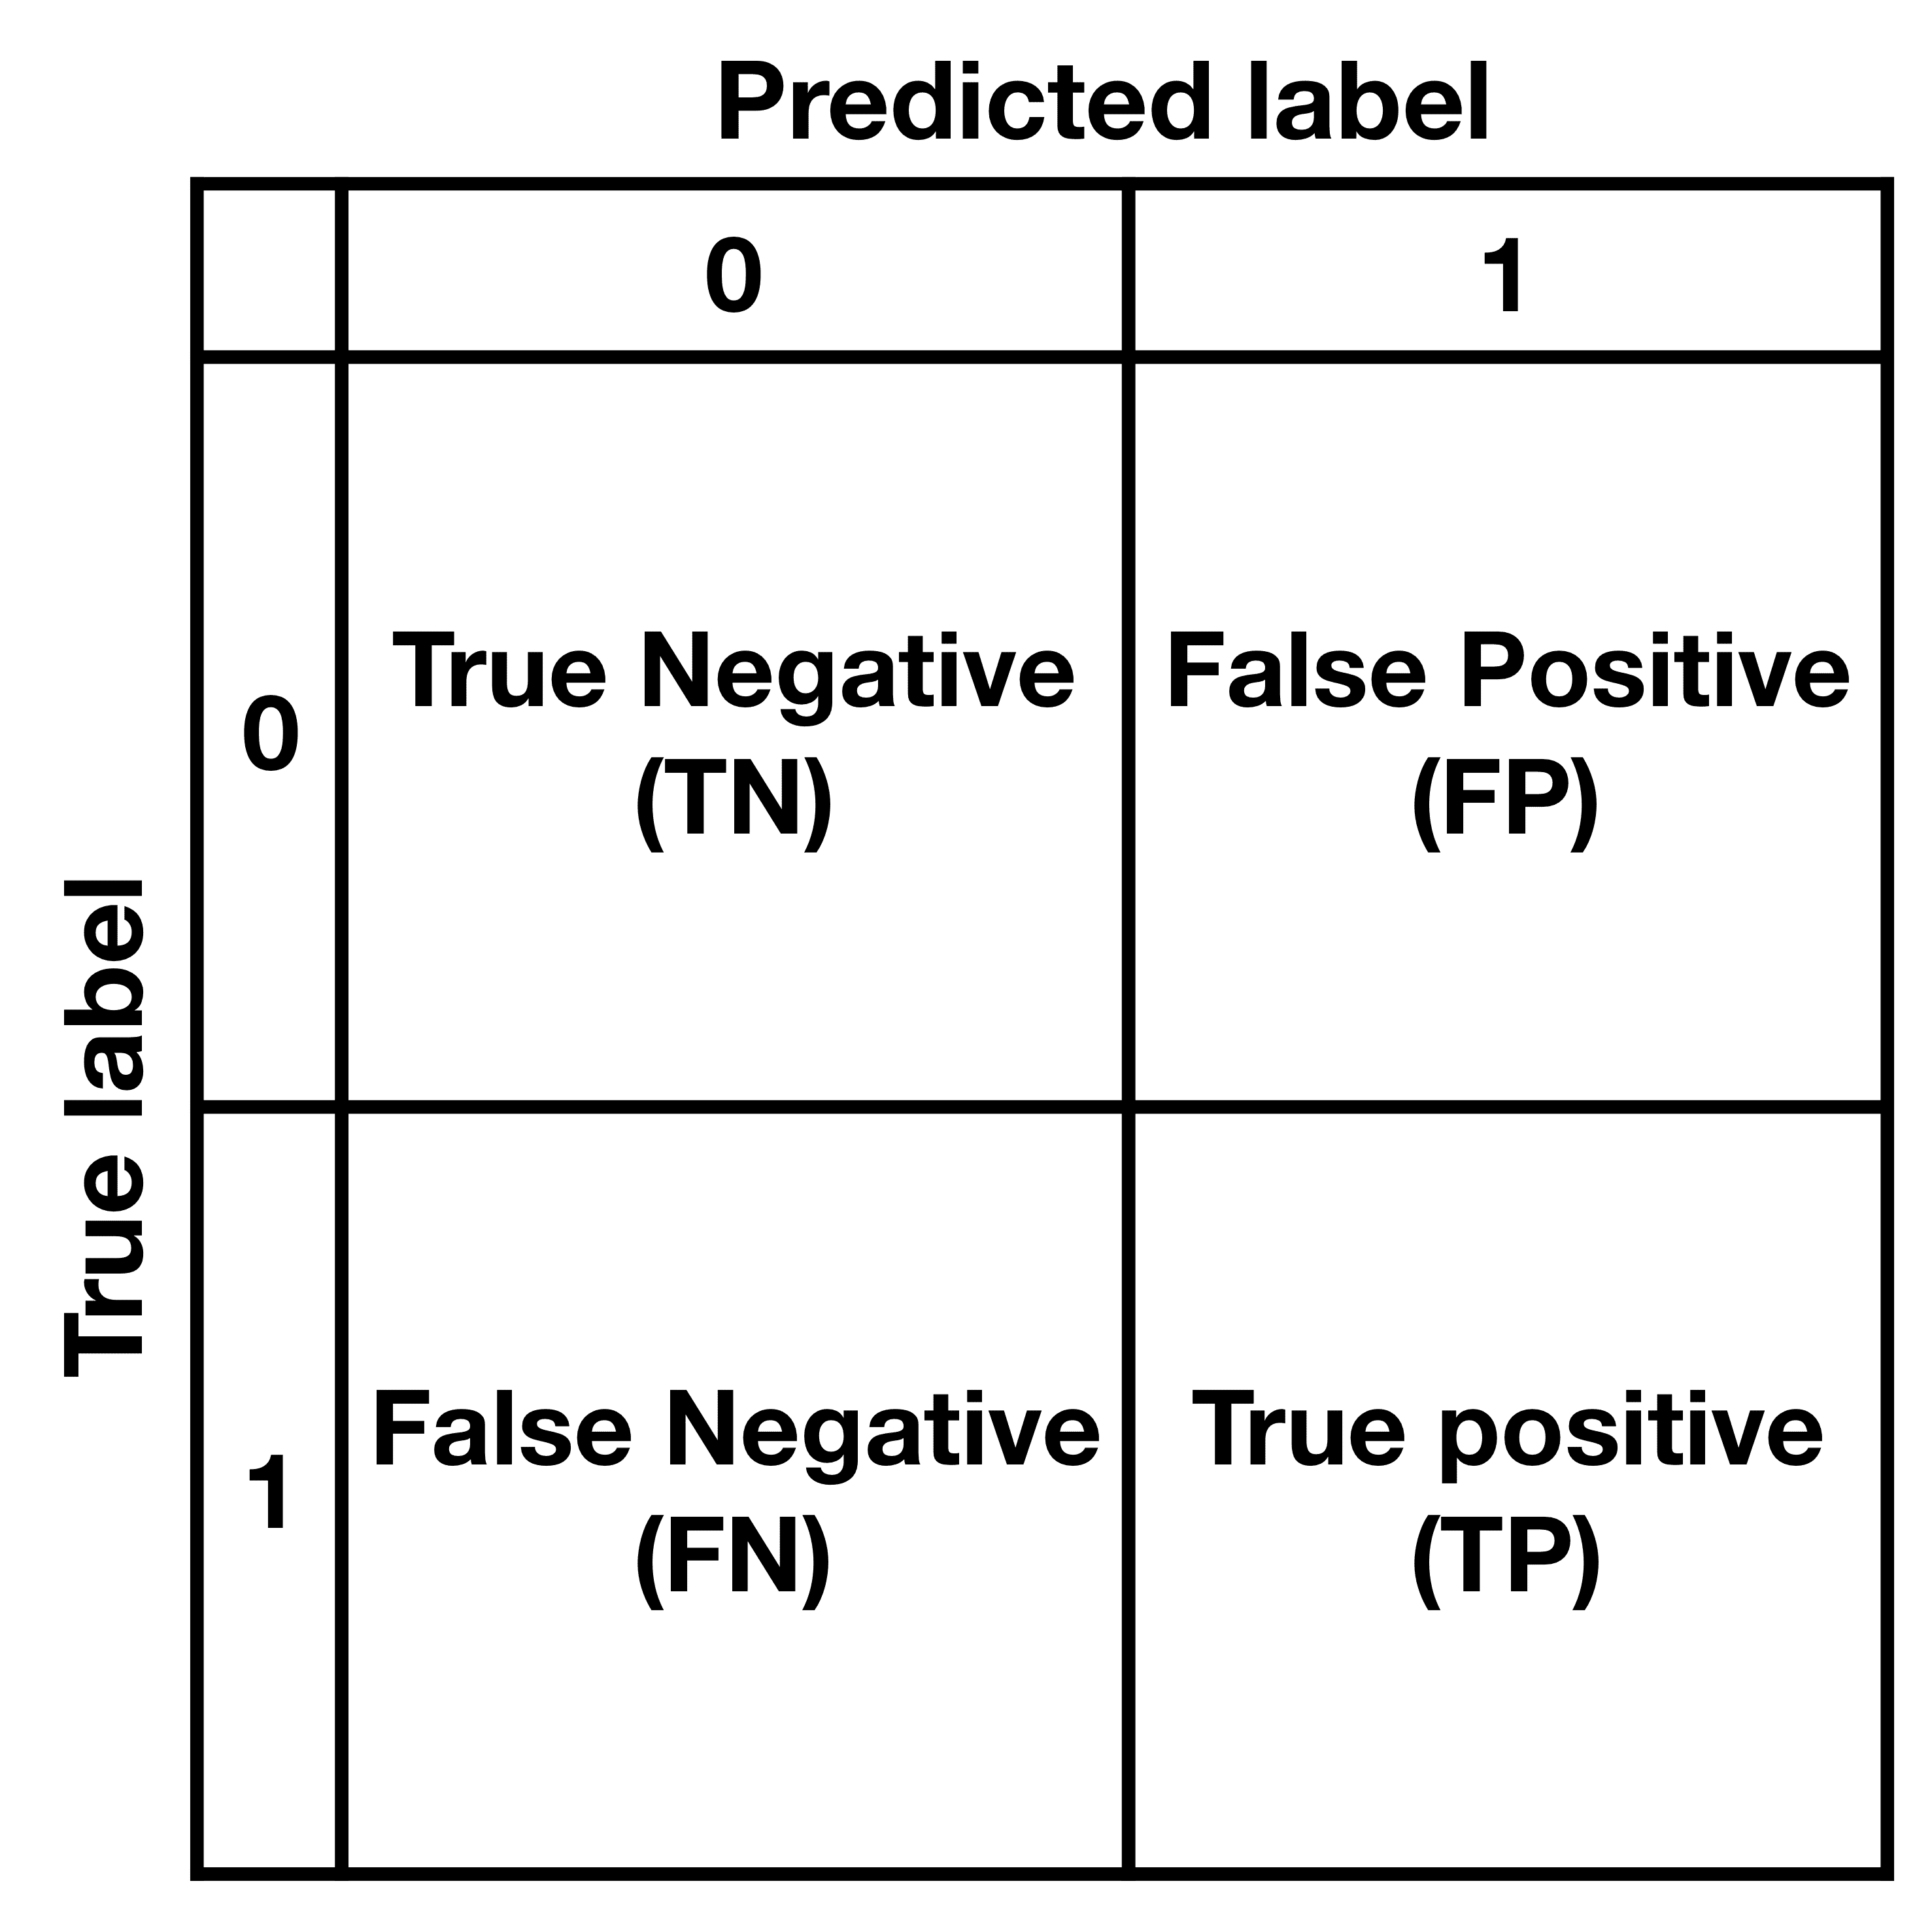 Predicted label
0
1
True label
0
True Negative
(TN)
False Positive
(FP)
1
False Negative
(FN)
True positive
(TP)